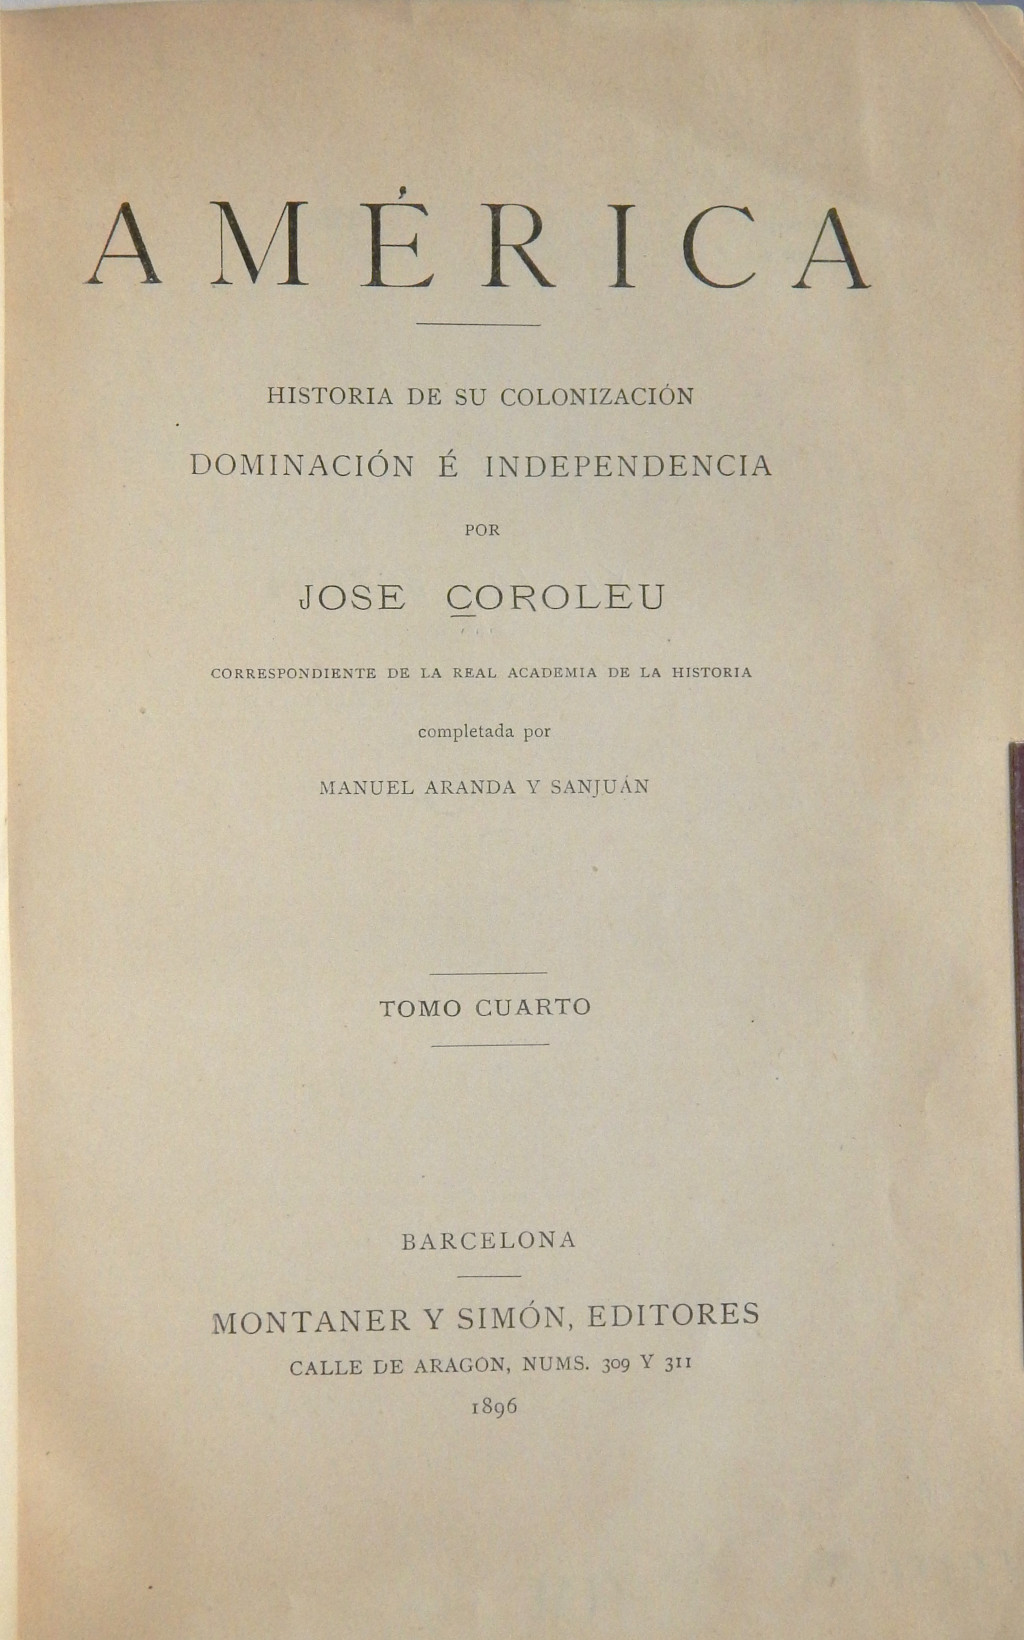 AMÉRICA
HISTORIA DE SU COLONIZACIÓN
DOMINACIÓN É INDEPENDENCIA
POR
JOSE COROLEU
CORRESPONDIENTE DE LA REAL ACADEMIA DE LA HISTORIA
completada por
MANUEL ARANDA Y SANJUÁN
TOMO CUARTO
BARCELONA
MONTANER Y SIMÓN, EDITORES
CALLE DE ARAGON, NUMS. 309 Y 311
1896